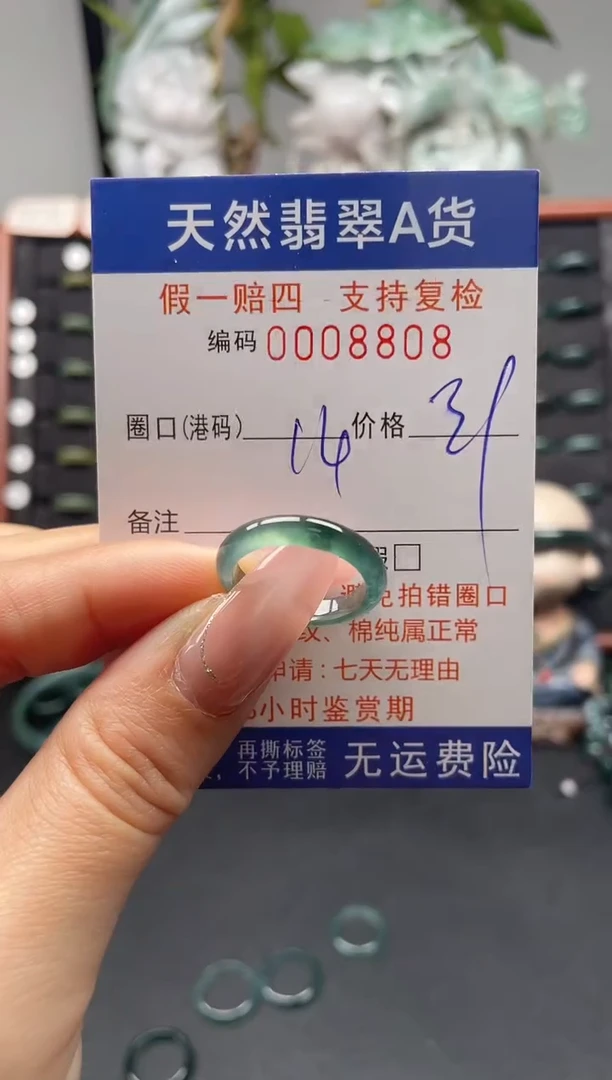 天然翡翠A货
假一赔四 支持复检
编码 0008808
圈口(港码) 14 价格
备注
□
免拍错圈口
纹、棉纯属正常
申请:七天无理由
小时鉴赏期
再撕标签
,不予理赔
无运费险